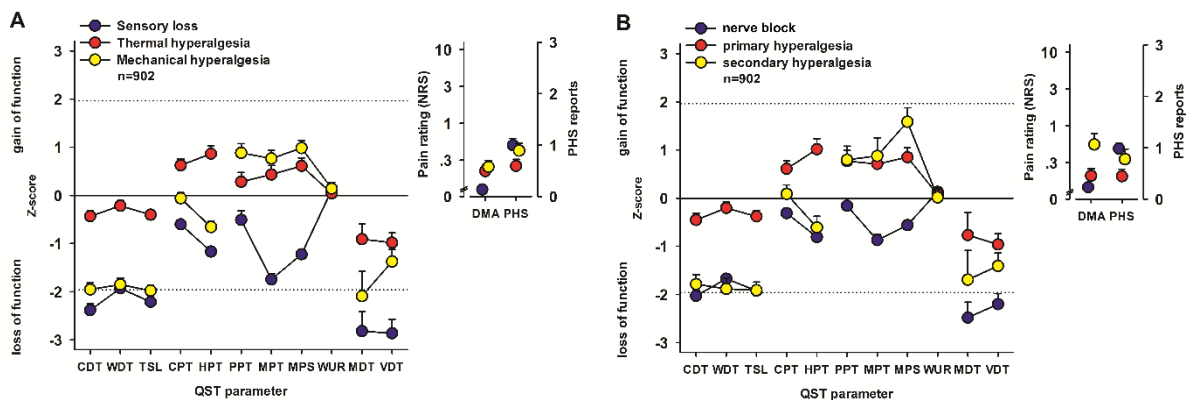 A
Sensory loss
Thermal hyperalgesia
Mechanical hyperalgesia
n=902
gain of function
Z-score
loss of function
3
2
1
0
-1
-2
-3
CDT WDT TSL CPT HPT PPT MPT MPS WUR MDT VDT
QST parameter
Pain rating (NRS)
10
3
1
.3
0
PHS reports
3
2
1
0
DMA PHS
B
nerve block
primary hyperalgesia
secondary hyperalgesia
n=902
gain of function
Z-score
loss of function
3
2
1
0
-1
-2
-3
CDT WDT TSL CPT HPT PPT MPT MPS WUR MDT VDT
QST parameter
Pain rating (NRS)
10
3
1
.3
0
PHS reports
3
2
1
0
DMA PHS